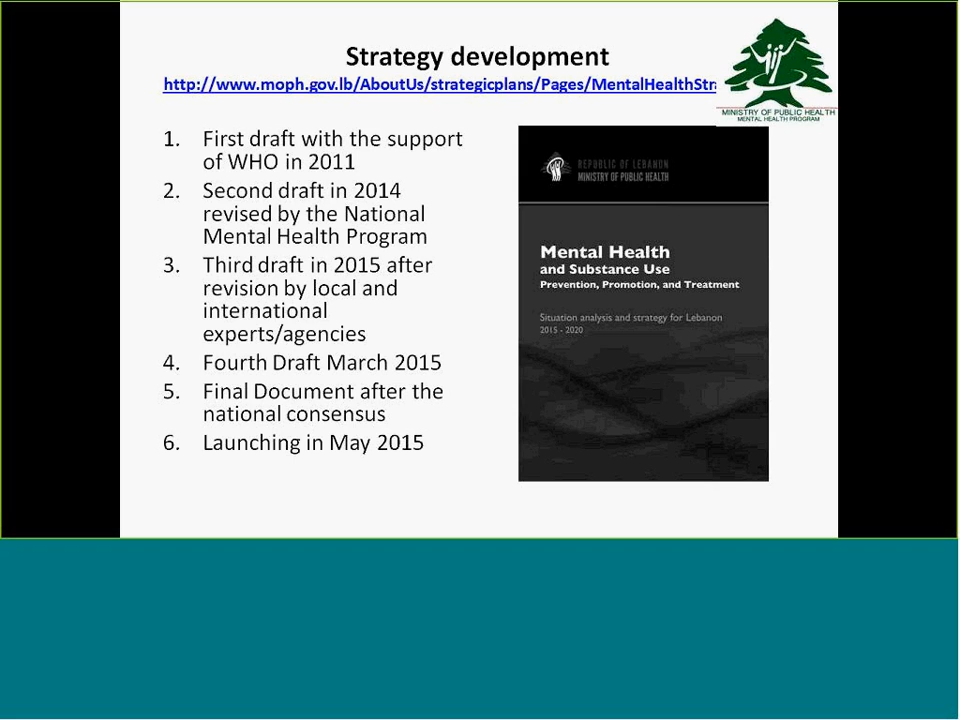 Strategy development
http://www.moph.gov.lb/AboutUs/strategicplans/Pages/MentalHealthStr
MINISTRY OF PUBLIC HEALTH
MENTAL HEALTH PROGRAM
1. First draft with the support
of WHO in 2011
2. Second draft in 2014
revised by the National
Mental Health Program
3. Third draft in 2015 after
revision by local and
international
experts/agencies
4. Fourth Draft March 2015
5. Final Document after the
national consensus
6. Launching in May 2015
REPUBLIC OF LEBANON
MINISTRY OF PUBLIC HEALTH
Mental Health
and Substance Use
Prevention, Promotion, and Treatment
Situation analysis and strategy for Lebanon
2015 - 2020